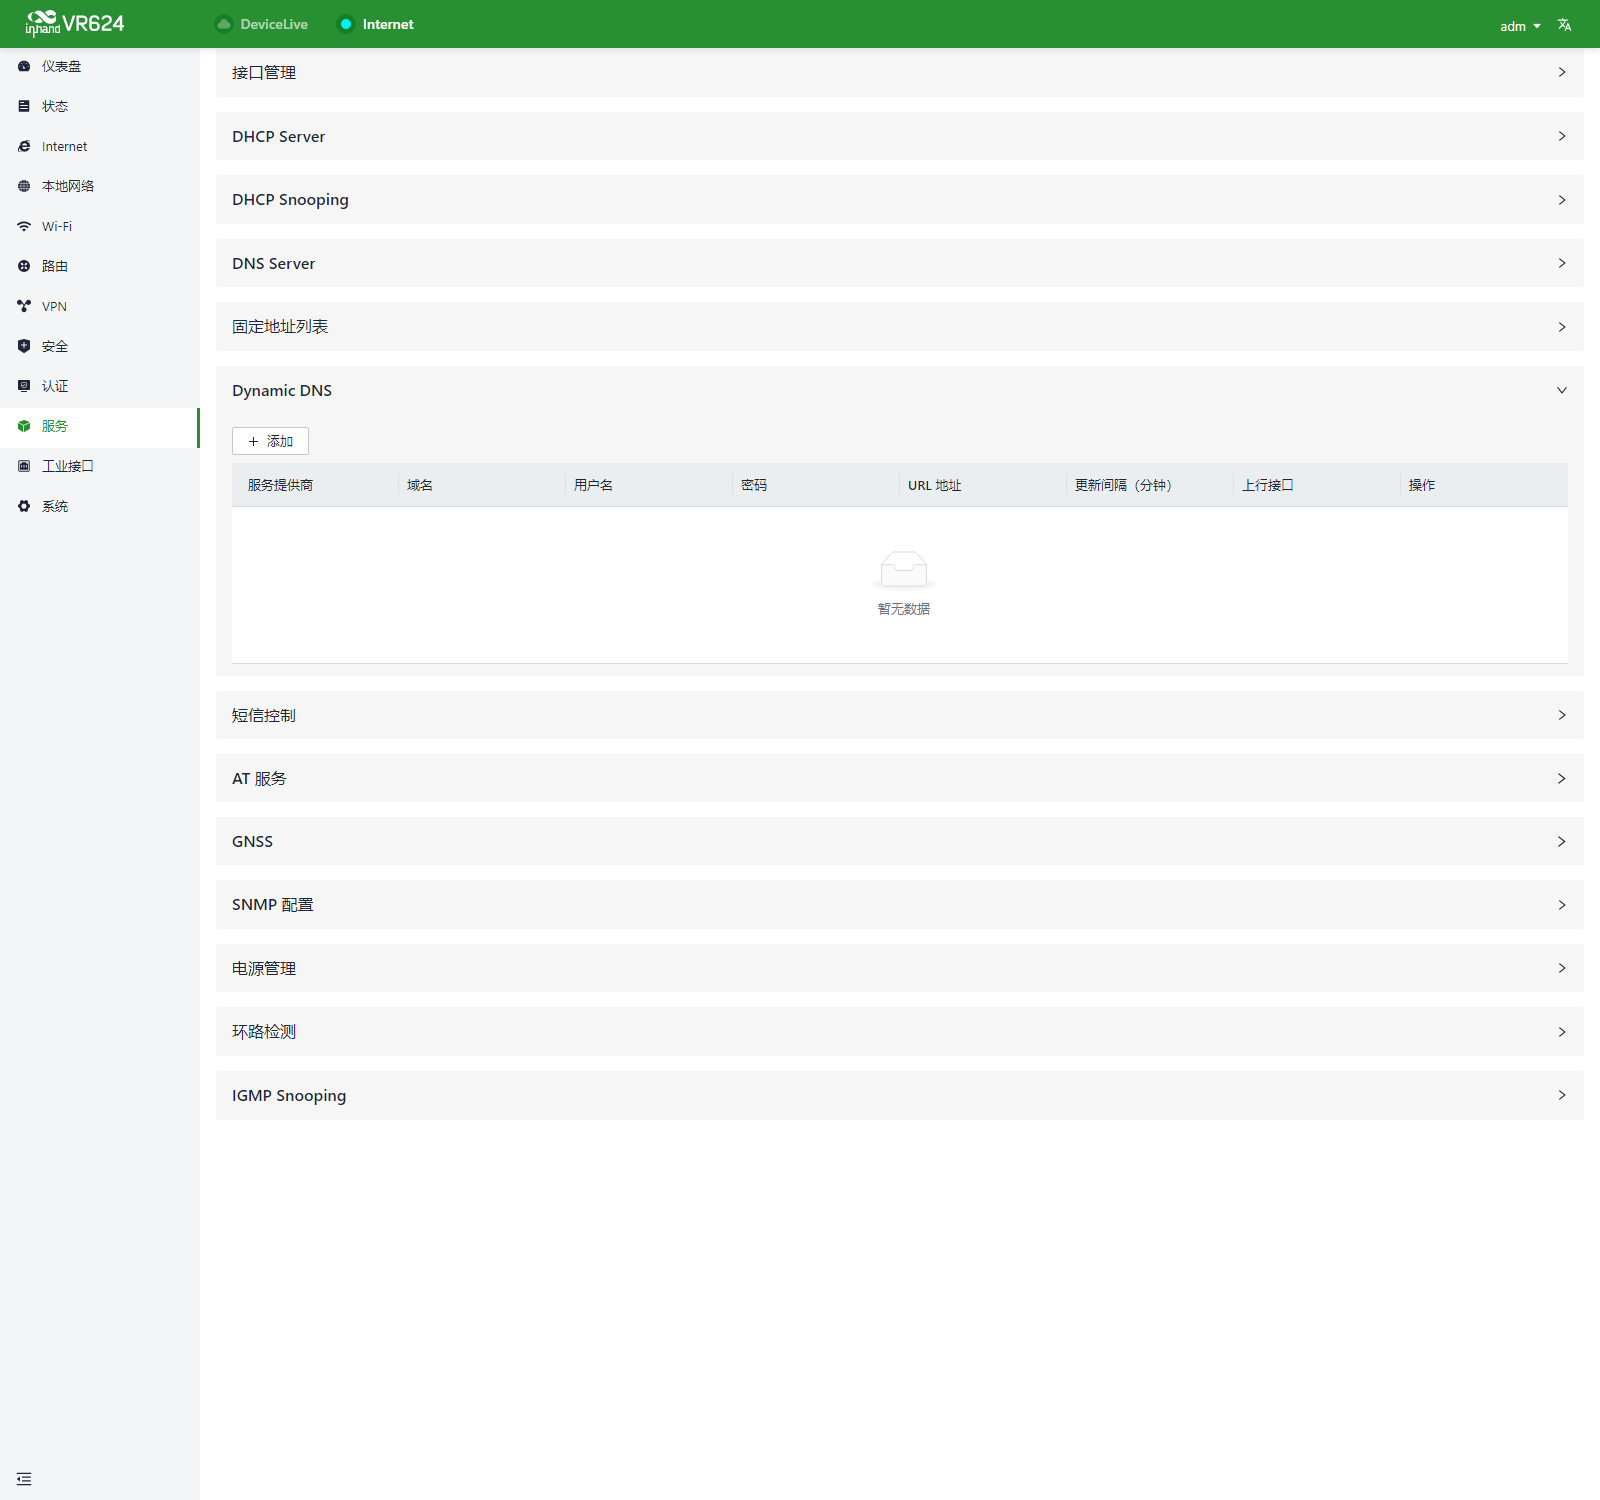 inhand VR624
DeviceLive
Internet
adm
仪表盘
状态
Internet
本地网络
Wi-Fi
路由
VPN
安全
认证
服务
工业接口
系统
接口管理
DHCP Server
DHCP Snooping
DNS Server
固定地址列表
Dynamic DNS
添加
服务提供商 域名 用户名 密码 URL 地址 更新间隔（分钟） 上行接口 操作
暂无数据
短信控制
AT 服务
GNSS
SNMP 配置
电源管理
环路检测
IGMP Snooping